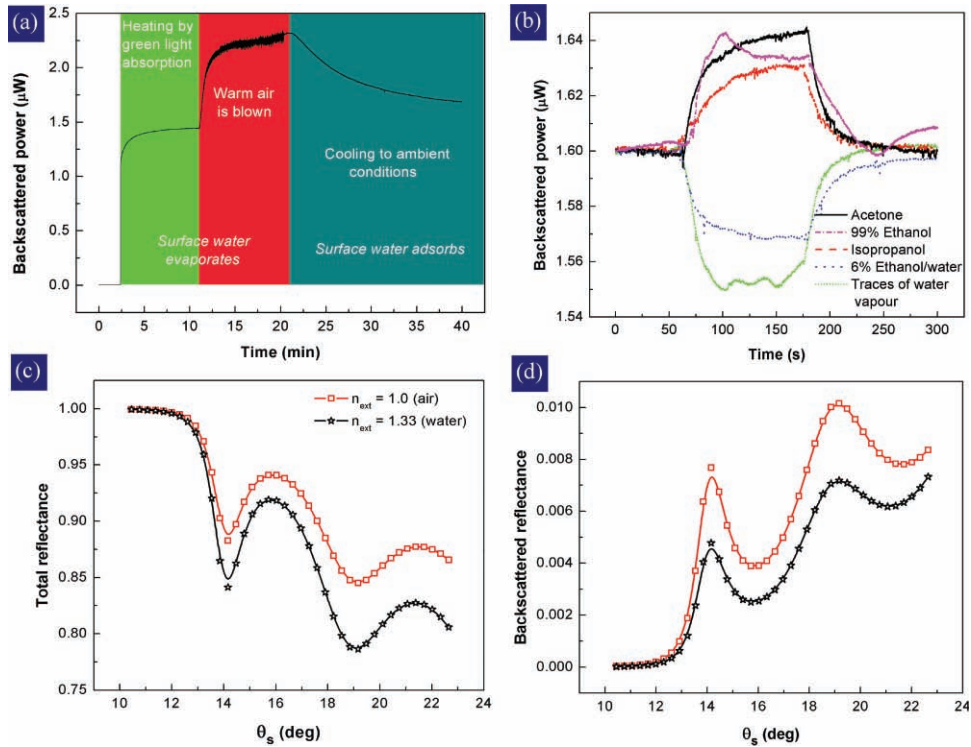 (a)
2.5
2.0
1.5
1.0
0.5
0.0
Backscattered power (μW)
Heating by
green light
absorption
Warm air
is blown
Cooling to ambient
conditions
Surface water
evaporates
Surface water adsorbs
0 5 10 15 20 25 30 35 40
Time (min)
(b)
1.64
1.62
1.60
1.58
1.56
1.54
Backscattered power (μW)
Acetone
99% Ethanol
Isopropanol
6% Ethanol/water
Traces of water
vapour
0 50 100 150 200 250 300
Time (s)
(c)
1.00
0.95
0.90
0.85
0.80
0.75
Total reflectance
n_ext = 1.0 (air)
n_ext = 1.33 (water)
10 12 14 16 18 20 22 24
θ_s (deg)
(d)
0.010
0.008
0.006
0.004
0.002
0.000
Backscattered reflectance
10 12 14 16 18 20 22 24
θ_s (deg)